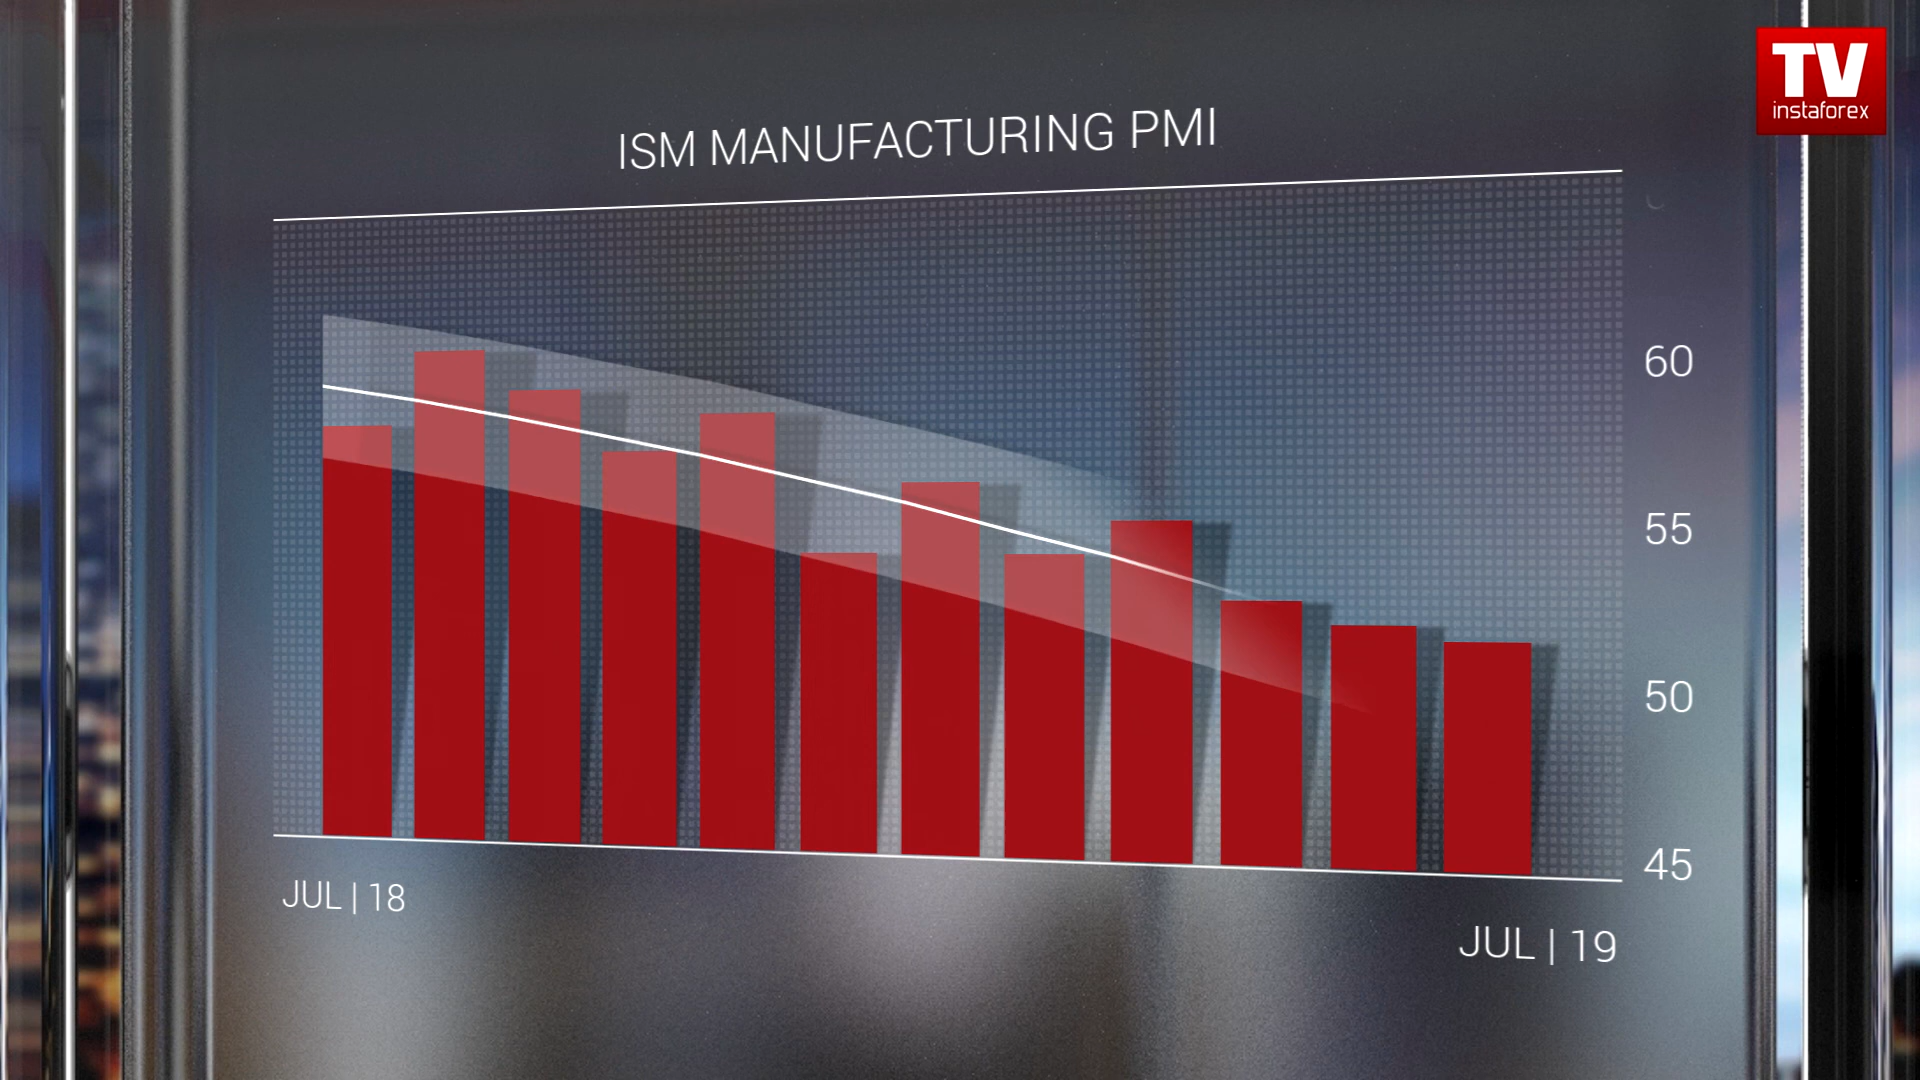 TV
instaforex
ISM MANUFACTURING PMI
60
55
50
45
JUL | 18
JUL | 19